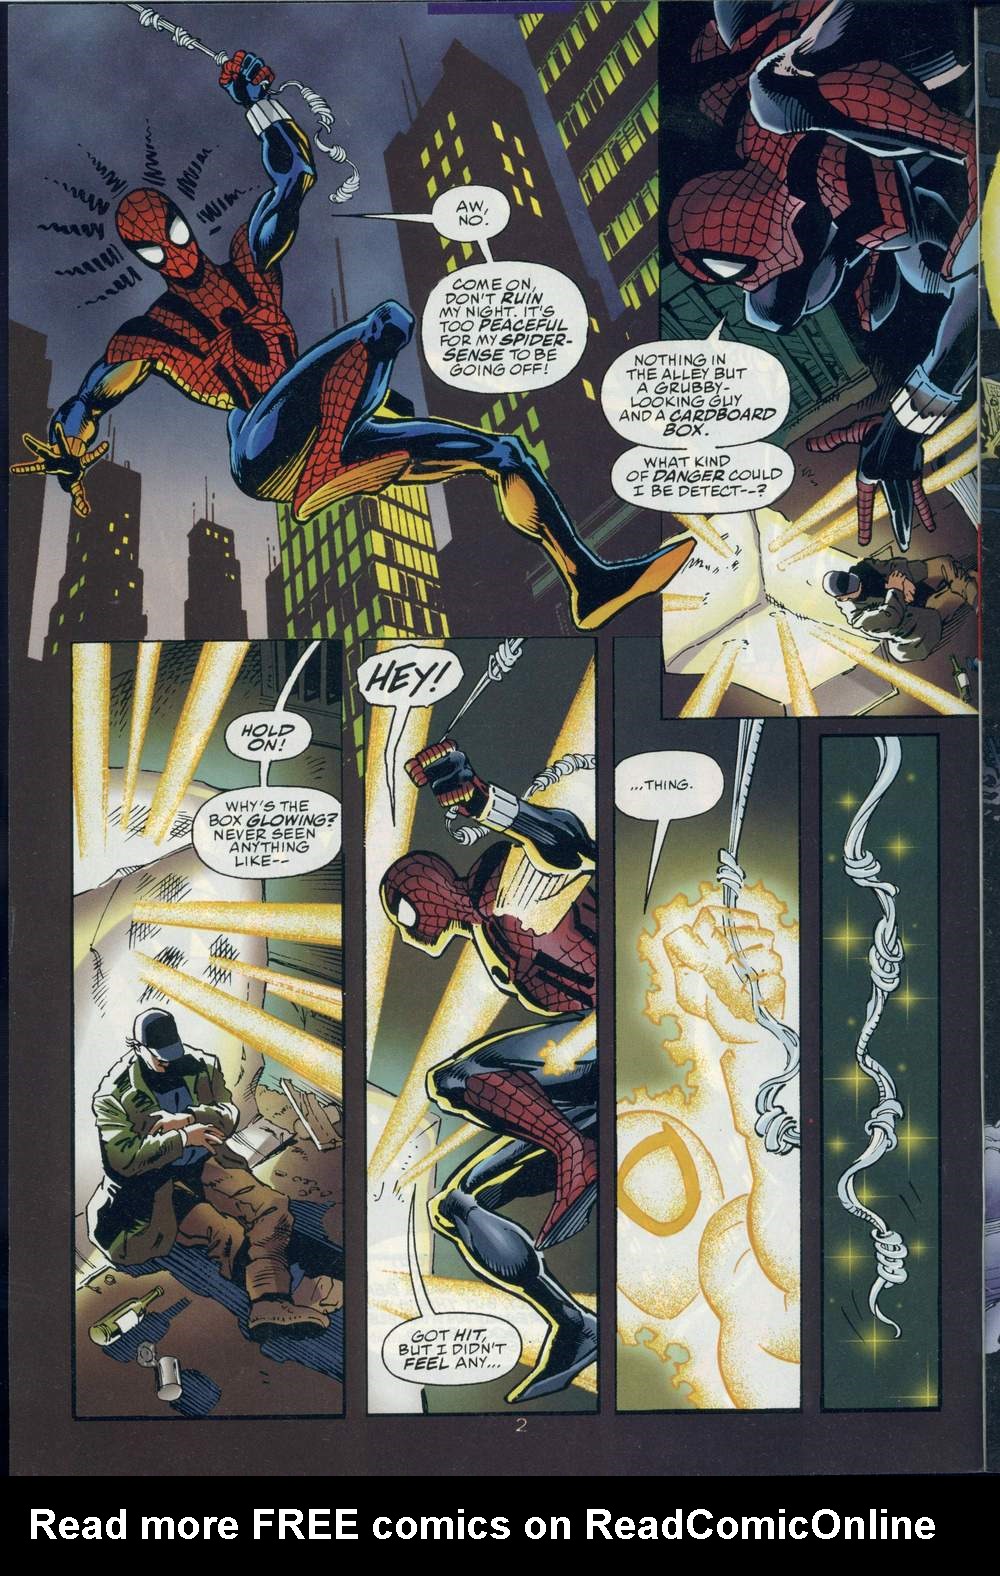 AW,
NO.
COME ON,
DON'T RUIN
MY NIGHT. IT'S
TOO PEACEFUL
FOR MY SPIDER-
SENSE TO BE
GOING OFF!
NOTHING IN
THE ALLEY BUT
A GRUBBY-
LOOKING GUY
AND A CARDBOARD
BOX.
WHAT KIND
OF DANGER COULD
I BE DETECT--?
HOLD
ON!
WHY'S THE
BOX GLOWING?
NEVER SEEN
ANYTHING
LIKE--
HEY!
GOT HIT,
BUT I DIDN'T
FEEL ANY...
...THING.
2
Read more FREE comics on ReadComicOnline